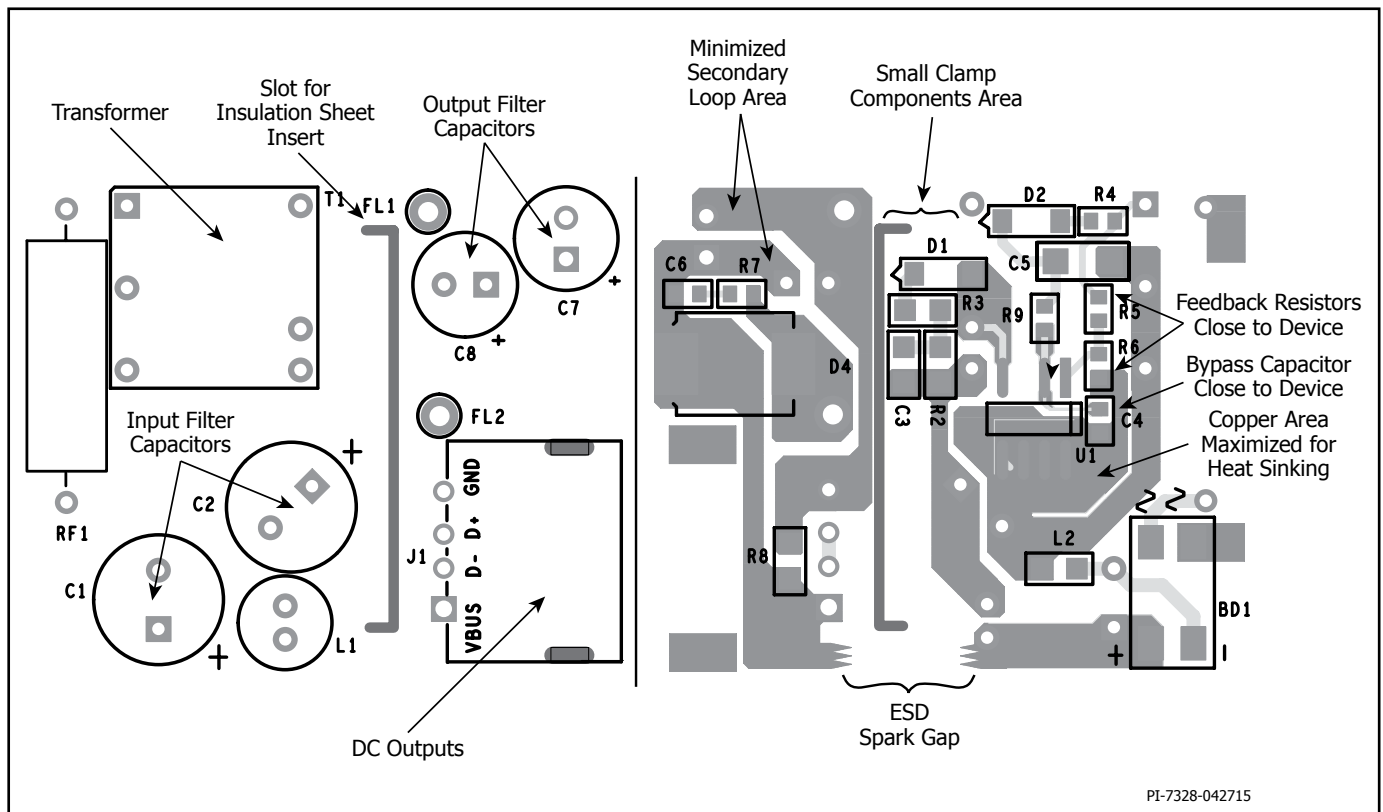 Transformer
Slot for
Insulation Sheet
Insert
Output Filter
Capacitors
Minimized
Secondary
Loop Area
Small Clamp
Components Area
T1
FL1
C8
+
C7
+
FL2
Input Filter
Capacitors
RF1
C2
+
C1
+
L1
J1
GND
D+
D-
VBUS
DC Outputs
D2
R4
D1
C5
C6
R7
R3
R9
R5
Feedback Resistors
Close to Device
R6
D4
Bypass Capacitor
Close to Device
C3
R2
C4
U1
Copper Area
Maximized for
Heat Sinking
R8
L2
BD1
+
-
ESD
Spark Gap
PI-7328-042715